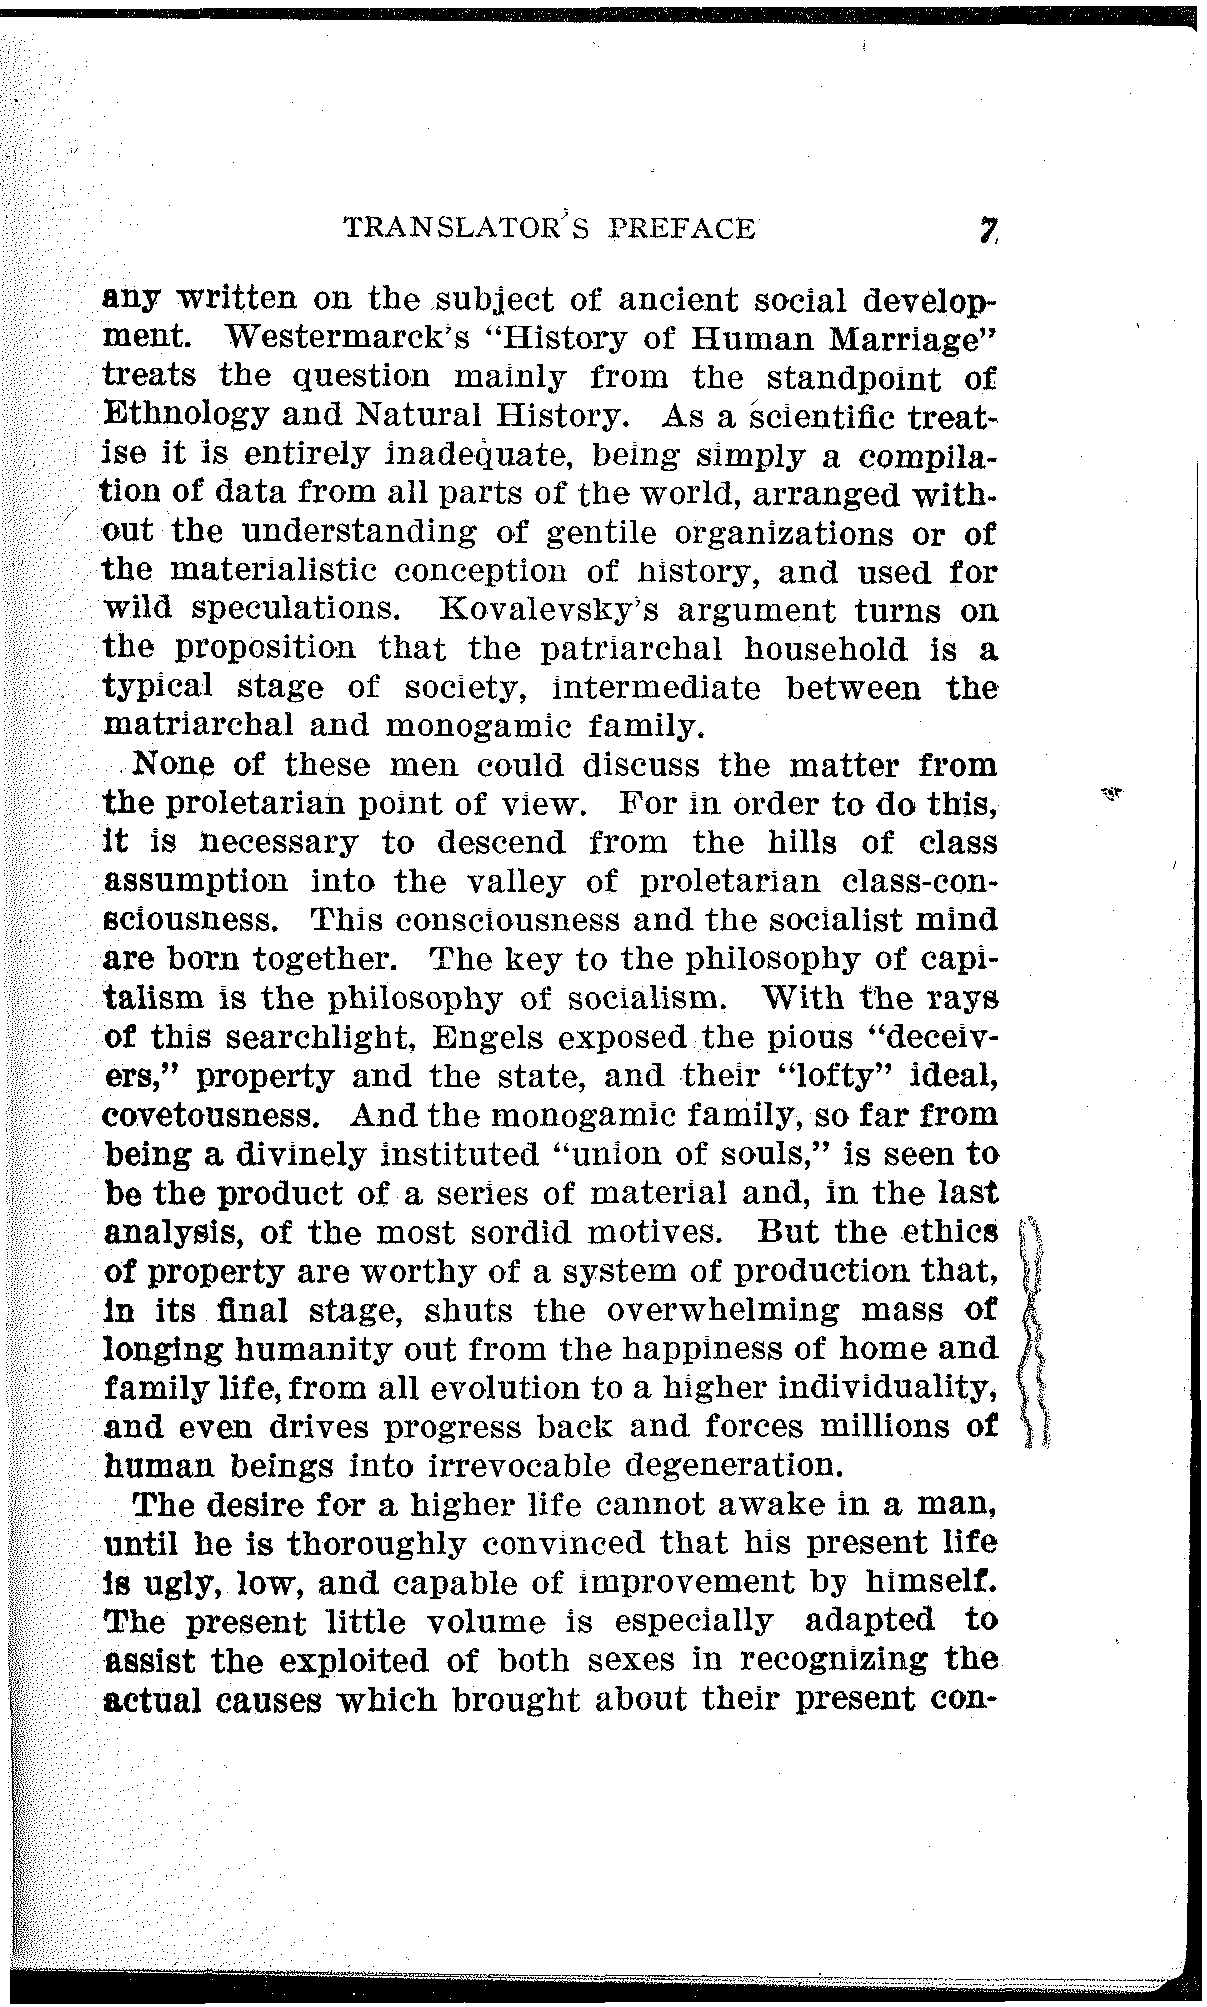 TRANSLATOR'S PREFACE 7
any written on the subject of ancient social develop-
ment. Westermarck's “History of Human Marriage”
treats the question mainly from the standpoint of
Ethnology and Natural History. As a scientific treat-
ise it is entirely inadequate, being simply a compila-
tion of data from all parts of the world, arranged with-
out the understanding of gentile organizations or of
the materialistic conception of history, and used for
wild speculations. Kovalevsky's argument turns on
the proposition that the patriarchal household is a
typical stage of society, intermediate between the
matriarchal and monogamic family.
None of these men could discuss the matter from
the proletarian point of view. For in order to do this,
it is necessary to descend from the hills of class
assumption into the valley of proletarian class-con-
sciousness. This consciousness and the socialist mind
are born together. The key to the philosophy of capi-
talism is the philosophy of socialism. With the rays
of this searchlight, Engels exposed the pious “deceiv-
ers,” property and the state, and their “lofty” ideal,
covetousness. And the monogamic family, so far from
being a divinely instituted “union of souls,” is seen to
be the product of a series of material and, in the last
analysis, of the most sordid motives. But the ethics
of property are worthy of a system of production that,
in its final stage, shuts the overwhelming mass of
longing humanity out from the happiness of home and
family life, from all evolution to a higher individuality,
and even drives progress back and forces millions of
human beings into irrevocable degeneration.
The desire for a higher life cannot awake in a man,
until he is thoroughly convinced that his present life
is ugly, low, and capable of improvement by himself.
The present little volume is especially adapted to
assist the exploited of both sexes in recognizing the
actual causes which brought about their present con-